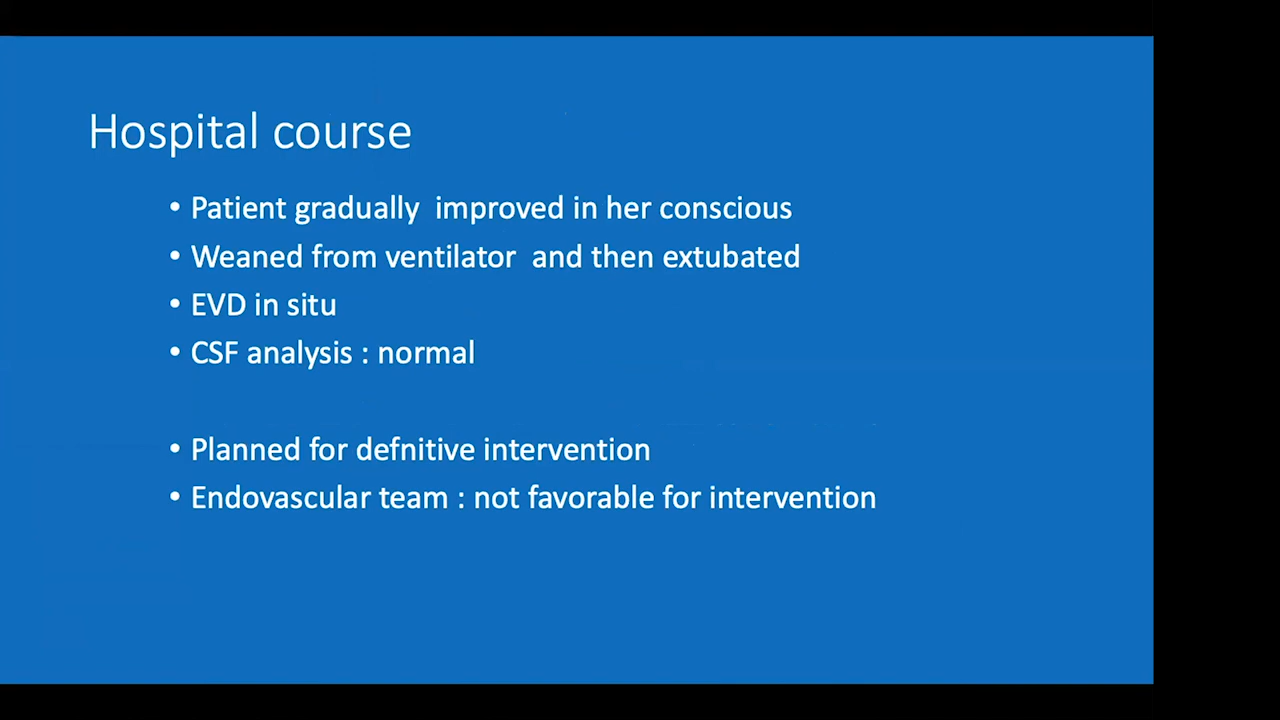 Hospital course
• Patient gradually improved in her conscious
• Weaned from ventilator and then extubated
• EVD in situ
• CSF analysis : normal
• Planned for defnitive intervention
• Endovascular team : not favorable for intervention